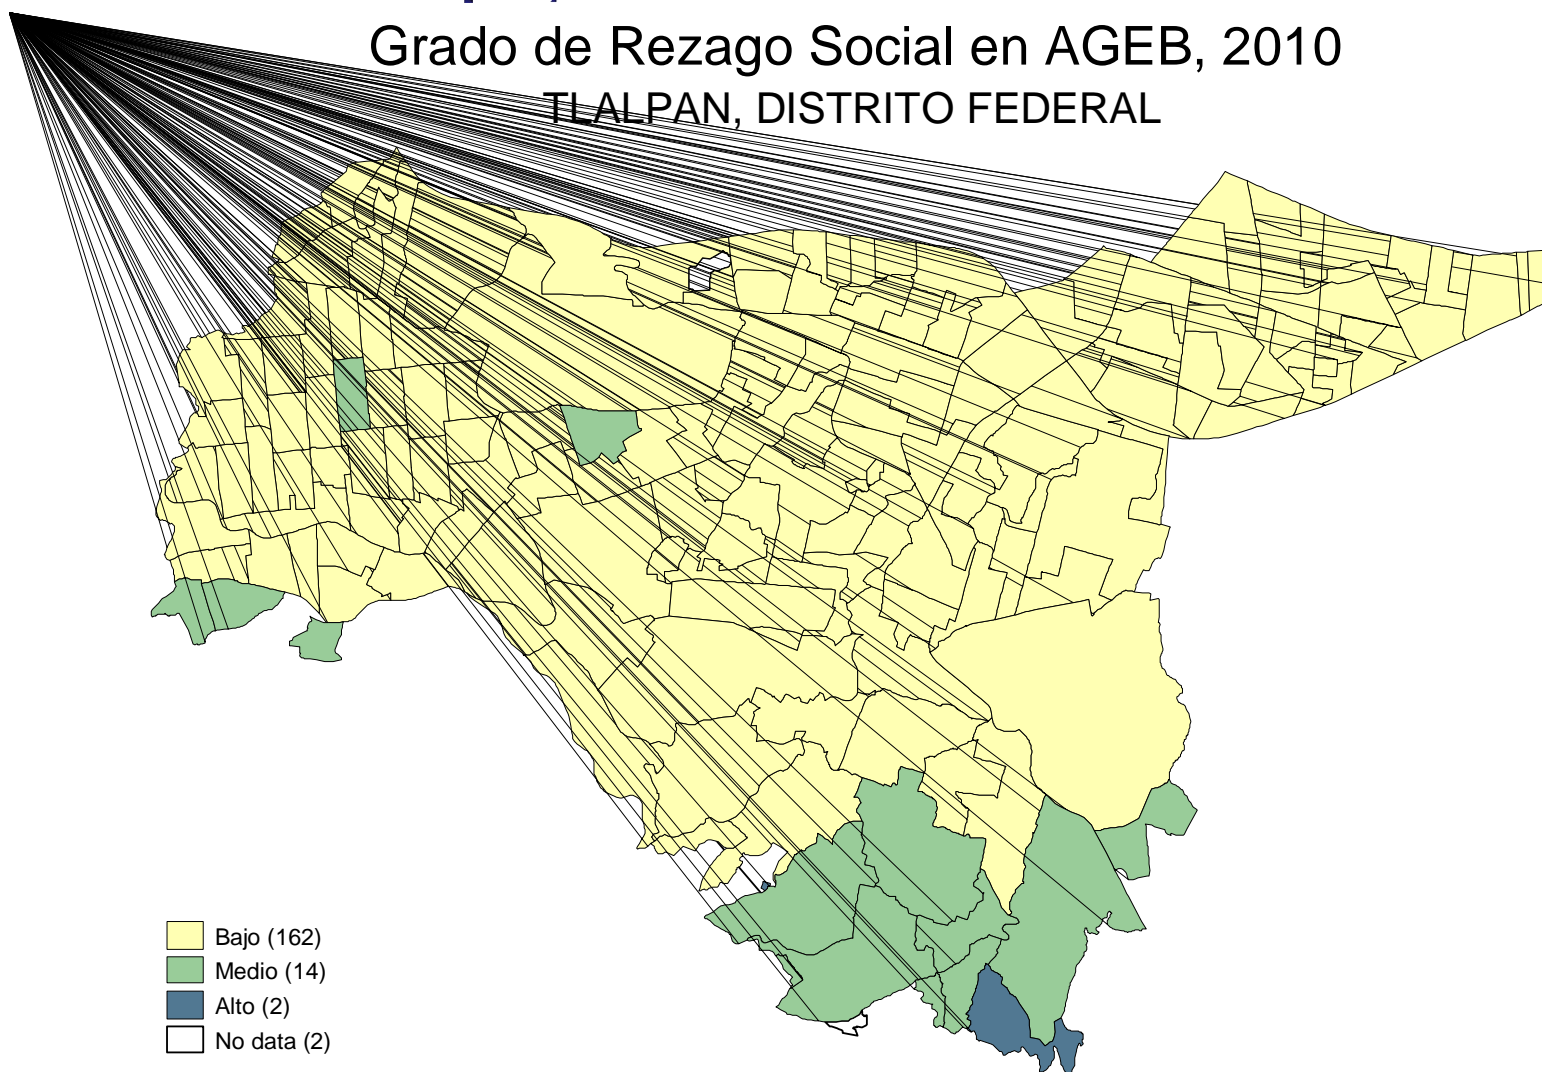 Grado de Rezago Social en AGEB, 2010
TLALPAN, DISTRITO FEDERAL
Bajo (162)
Medio (14)
Alto (2)
No data (2)